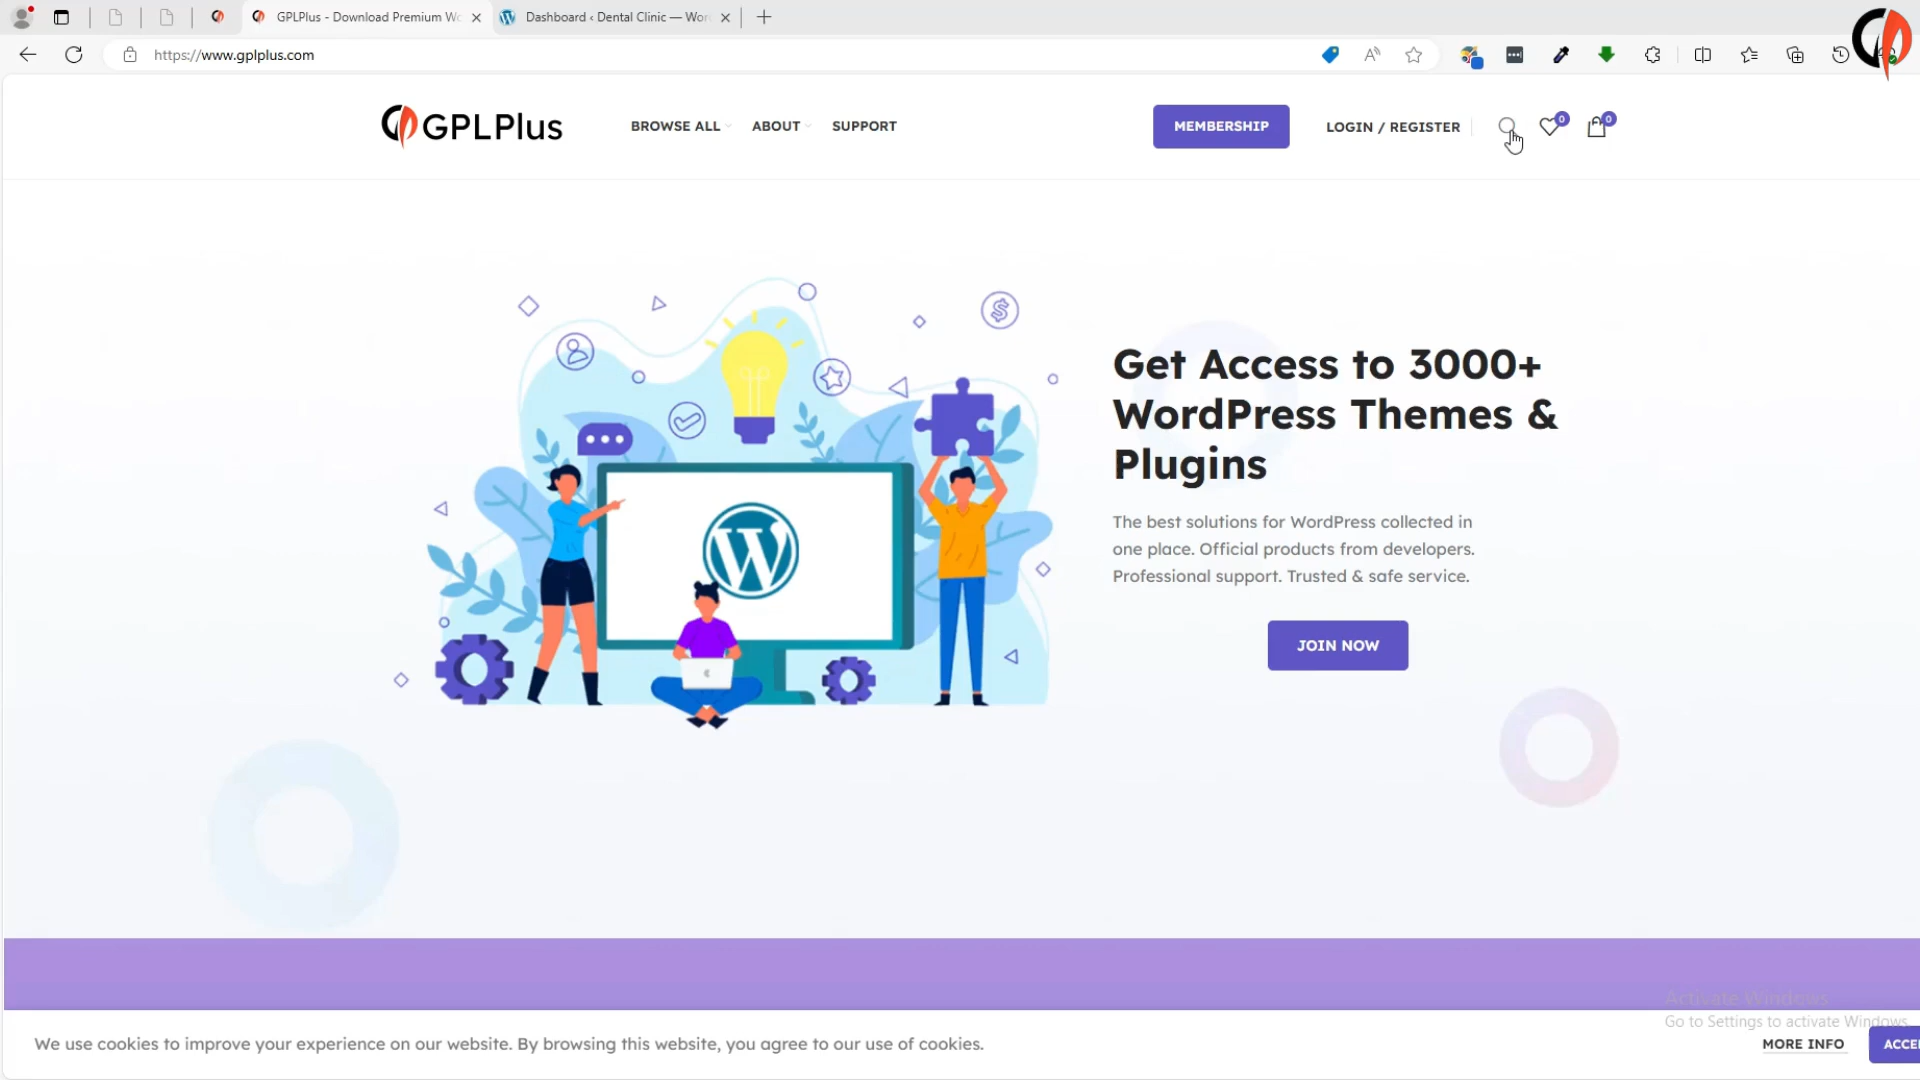 GPLPlus - Download Premium Wo
Dashboard ‹ Dental Clinic — Wor
https://www.gplplus.com
GPLPlus
BROWSE ALL
ABOUT
SUPPORT
MEMBERSHIP
LOGIN / REGISTER
0
0
Get Access to 3000+
WordPress Themes &
Plugins
The best solutions for WordPress collected in
one place. Official products from developers.
Professional support. Trusted & safe service.
JOIN NOW
Activate Windows
Go to Settings to activate Windows.
We use cookies to improve your experience on our website. By browsing this website, you agree to our use of cookies.
MORE INFO
ACCE